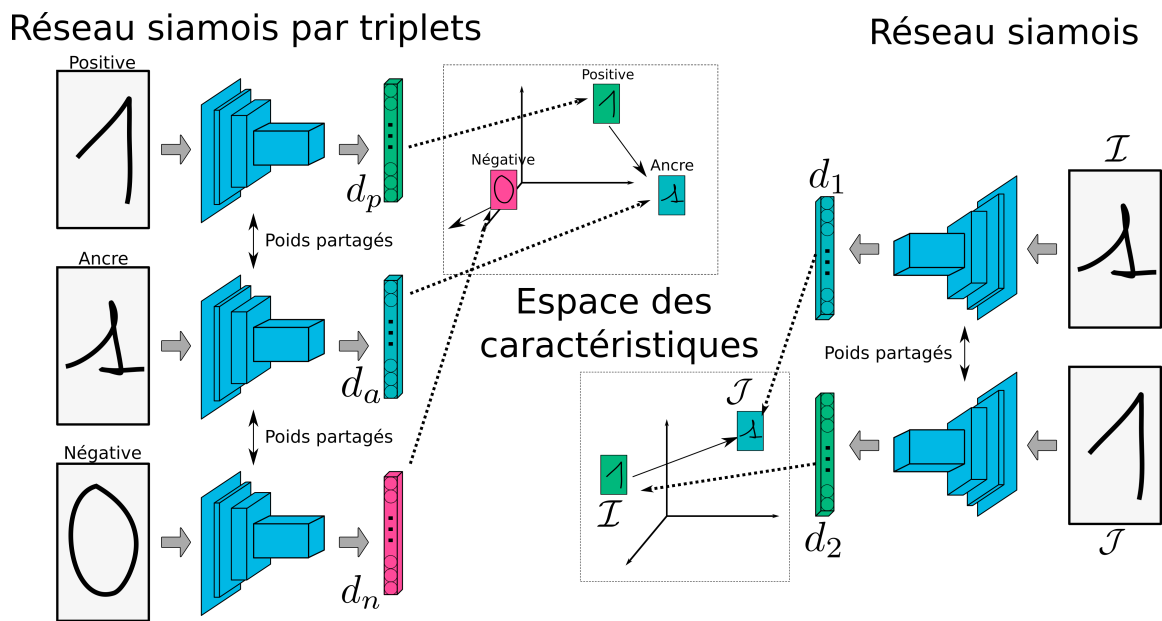 Réseau siamois par triplets
Positive
d_p
Poids partagés
Ancre
d_a
Poids partagés
Négative
d_n
Positive
Négative
Ancre
Espace des
caractéristiques
Réseau siamois
I
d_1
Poids partagés
J
d_2
J
I